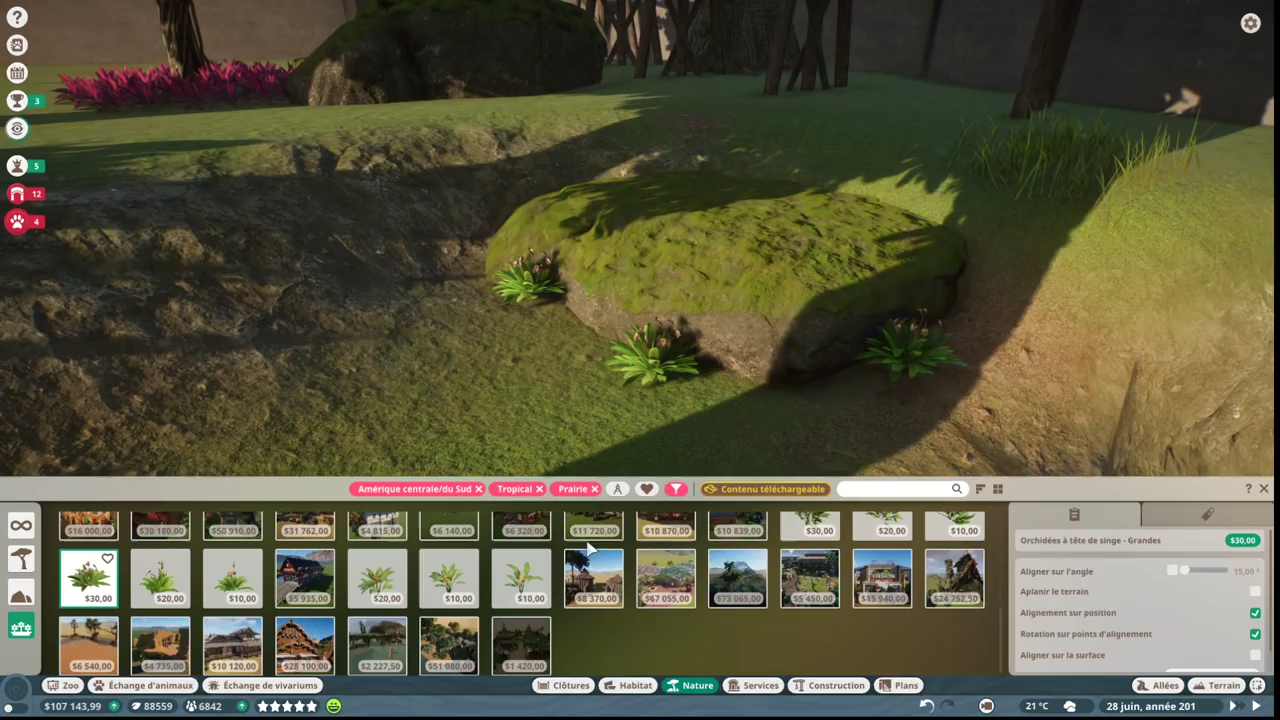 ?
3
5
12
4
Amérique centrale/du Sud ✕ Tropical ✕ Prairie ✕ Contenu téléchargeable ? ✕
$16 000,00 $30 180,00 $50 910,00 $31 762,00 $4 815,00 $6 140,00 $6 320,00 $11 720,00 $10 870,00 $10 839,00 $30,00 $20,00 $10,00
$30,00 $20,00 $10,00 $5 935,00 $20,00 $10,00 $10,00 $8 370,00 $67 055,00 $73 065,00 $5 450,00 $15 940,00 $24 752,50
$6 540,00 $4 735,00 $10 120,00 $28 100,00 $2 227,50 $51 080,00 $1 420,00
Orchidées à tête de singe - Grandes $30,00
Aligner sur l'angle 15,00 °
Aplanir le terrain
Alignement sur position
Rotation sur points d'alignement
Aligner sur la surface
Zoo Échange d'animaux Échange de vivariums Clôtures Habitat Nature Services Construction Plans Allées Terrain
$107 143,99 88559 6842 21 °C 28 juin, année 201